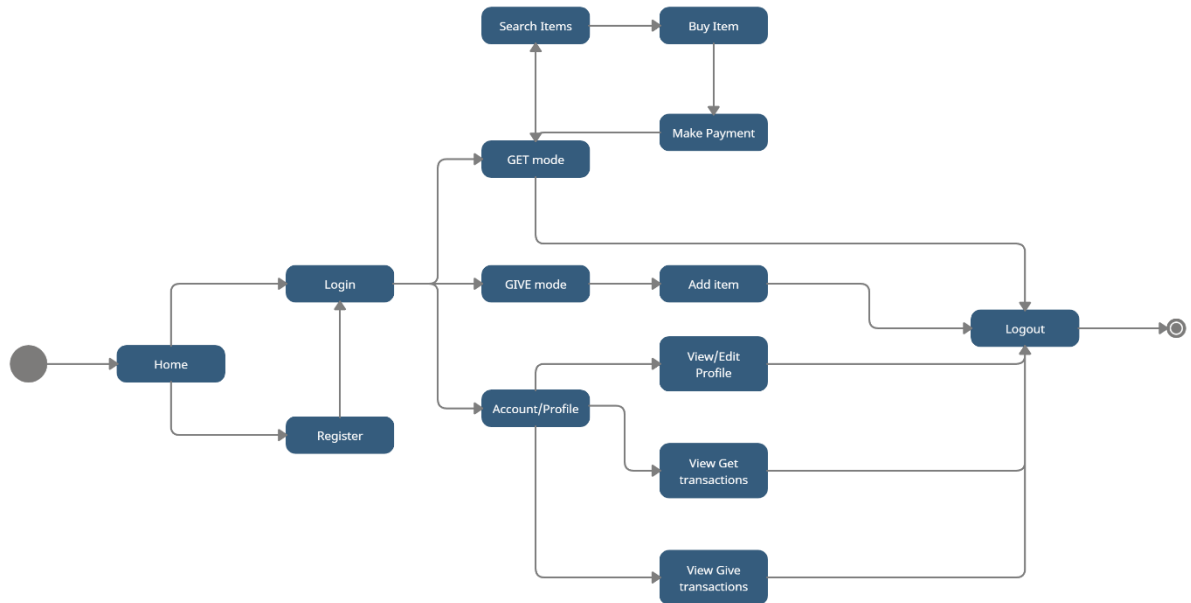 Search Items
Buy Item
Make Payment
GET mode
Login
GIVE mode
Add item
Logout
Home
View/Edit
Profile
Account/Profile
Register
View Get
transactions
View Give
transactions